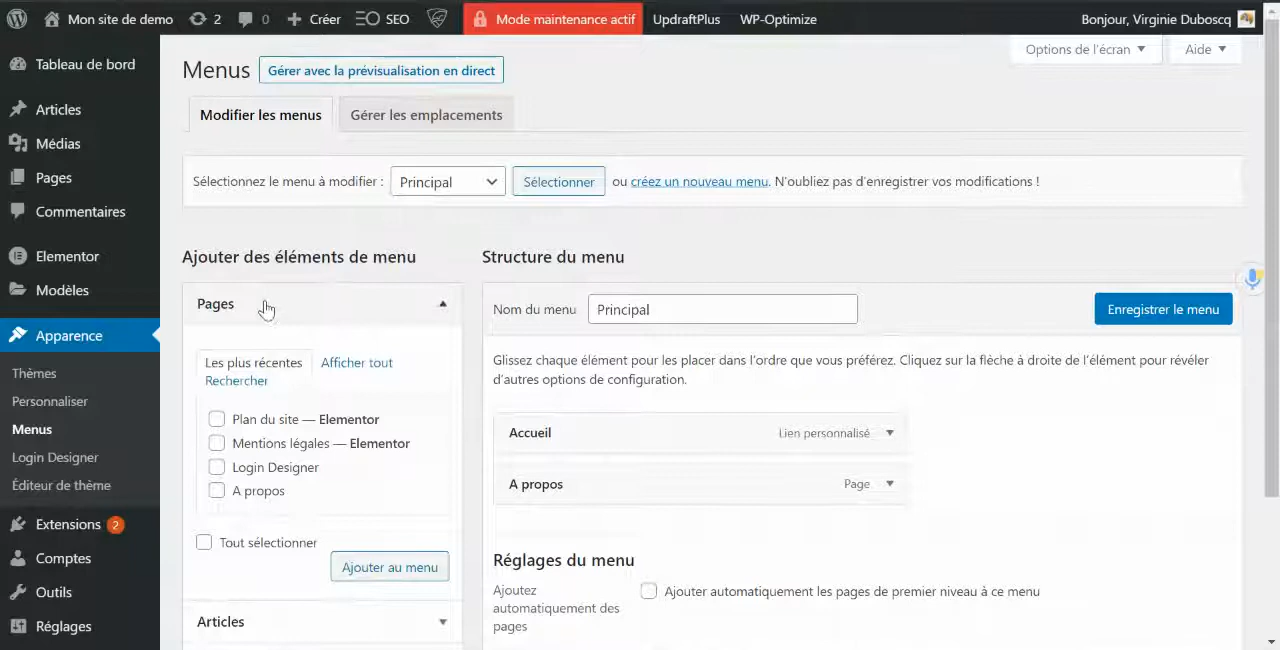 Mon site de demo 2 0 Créer SEO Mode maintenance actif UpdraftPlus WP-Optimize Bonjour, Virginie Duboscq
Options de l'écran Aide
Tableau de bord
Articles
Médias
Pages
Commentaires
Elementor
Modèles
Apparence
Thèmes
Personnaliser
Menus
Login Designer
Éditeur de thème
Extensions 2
Comptes
Outils
Réglages
Menus Gérer avec la prévisualisation en direct
Modifier les menus Gérer les emplacements
Sélectionnez le menu à modifier : Principal Sélectionner ou créez un nouveau menu. N'oubliez pas d'enregistrer vos modifications !
Ajouter des éléments de menu
Pages
Les plus récentes Afficher tout
Rechercher
Plan du site — Elementor
Mentions légales — Elementor
Login Designer
A propos
Tout sélectionner
Ajouter au menu
Articles
Structure du menu
Nom du menu Principal Enregistrer le menu
Glissez chaque élément pour les placer dans l'ordre que vous préférez. Cliquez sur la flèche à droite de l'élément pour révéler
d'autres options de configuration.
Accueil Lien personnalisé
A propos Page
Réglages du menu
Ajoutez
automatiquement des
pages
Ajouter automatiquement les pages de premier niveau à ce menu